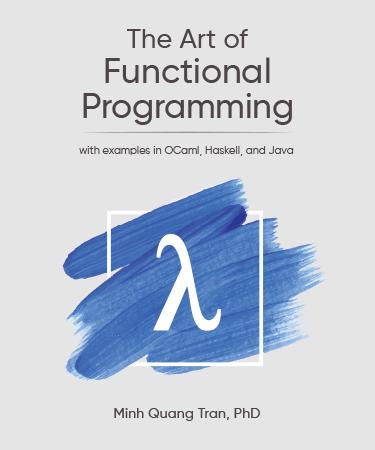 The Art of
Functional
Programming
with examples in OCaml, Haskell, and Java
λ
Minh Quang Tran, PhD